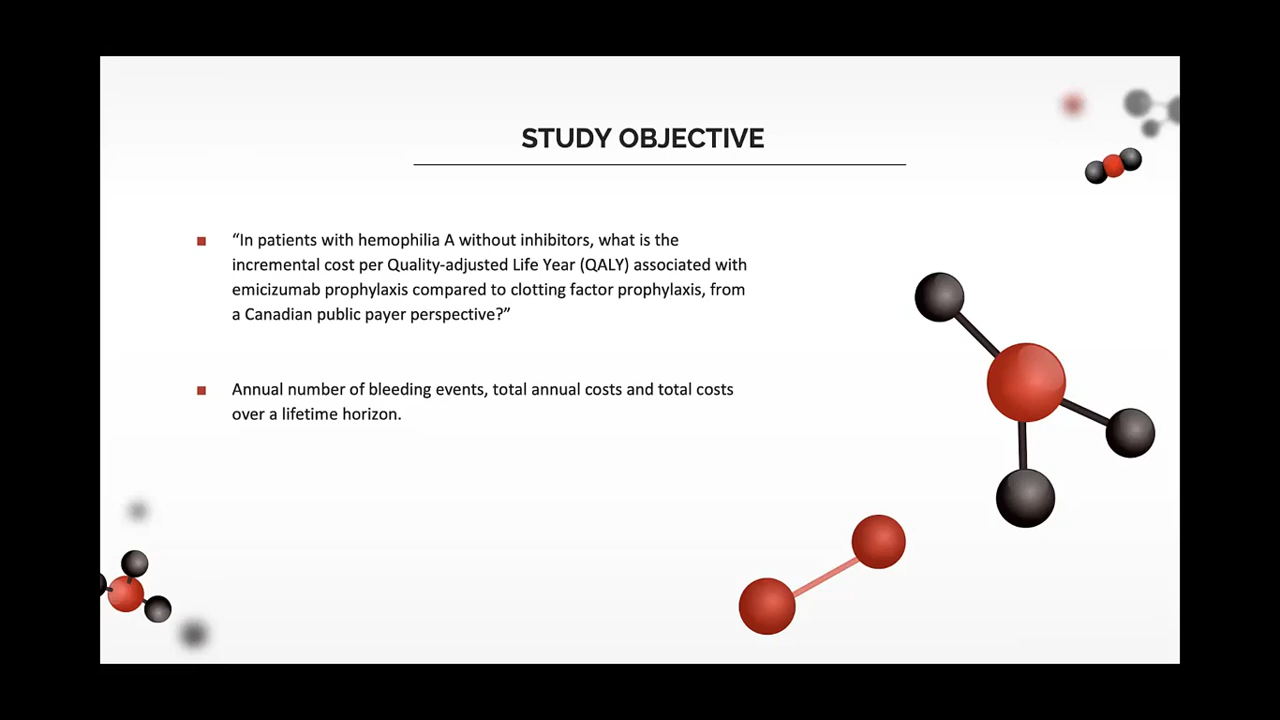 STUDY OBJECTIVE
“In patients with hemophilia A without inhibitors, what is the
incremental cost per Quality-adjusted Life Year (QALY) associated with
emicizumab prophylaxis compared to clotting factor prophylaxis, from
a Canadian public payer perspective?”
Annual number of bleeding events, total annual costs and total costs
over a lifetime horizon.